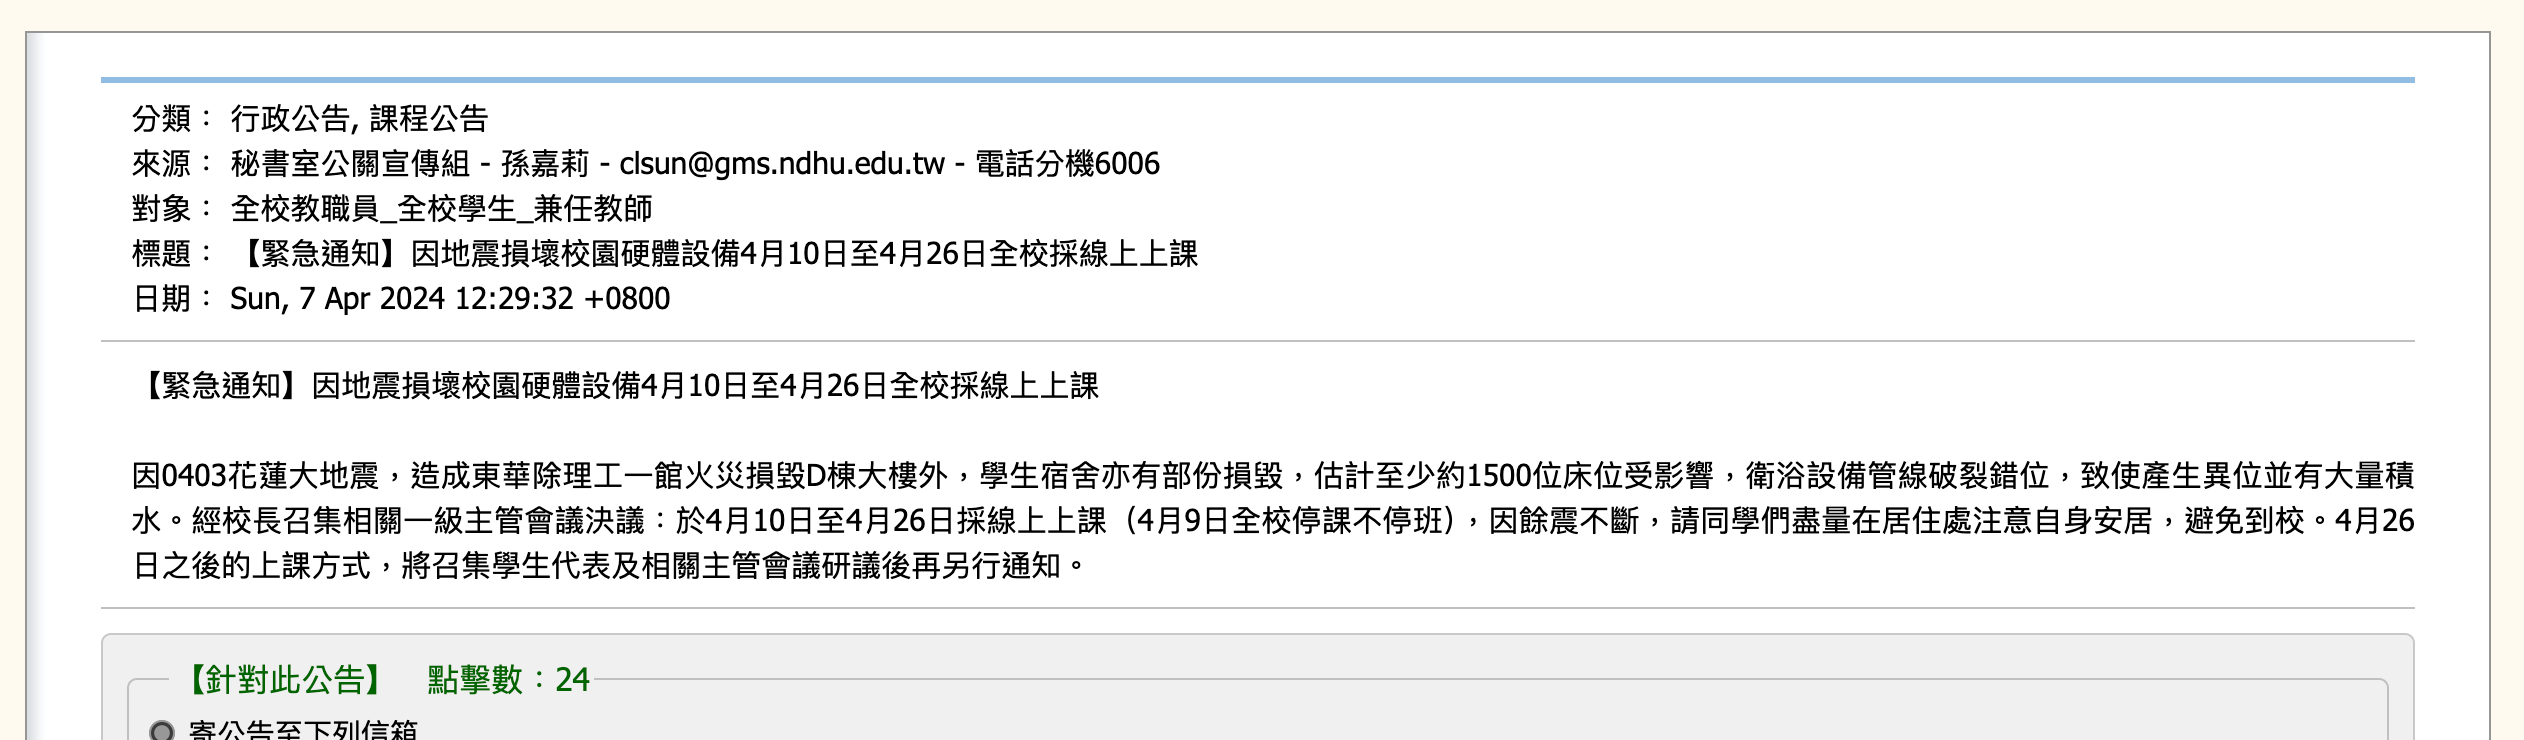 分類： 行政公告, 課程公告
來源： 秘書室公關宣傳組 - 孫嘉莉 - clsun@gms.ndhu.edu.tw - 電話分機6006
對象： 全校教職員_全校學生_兼任教師
標題： 【緊急通知】因地震損壞校園硬體設備4月10日至4月26日全校採線上上課
日期： Sun, 7 Apr 2024 12:29:32 +0800
【緊急通知】因地震損壞校園硬體設備4月10日至4月26日全校採線上上課
因0403花蓮大地震，造成東華除理工一館火災損毀D棟大樓外，學生宿舍亦有部份損毀，估計至少約1500位床位受影響，衛浴設備管線破裂錯位，致使產生異位並有大量積
水。經校長召集相關一級主管會議決議：於4月10日至4月26日採線上上課（4月9日全校停課不停班），因餘震不斷，請同學們盡量在居住處注意自身安居，避免到校。4月26
日之後的上課方式，將召集學生代表及相關主管會議研議後再另行通知。
【針對此公告】 點擊數：24
寄公告至下列信箱